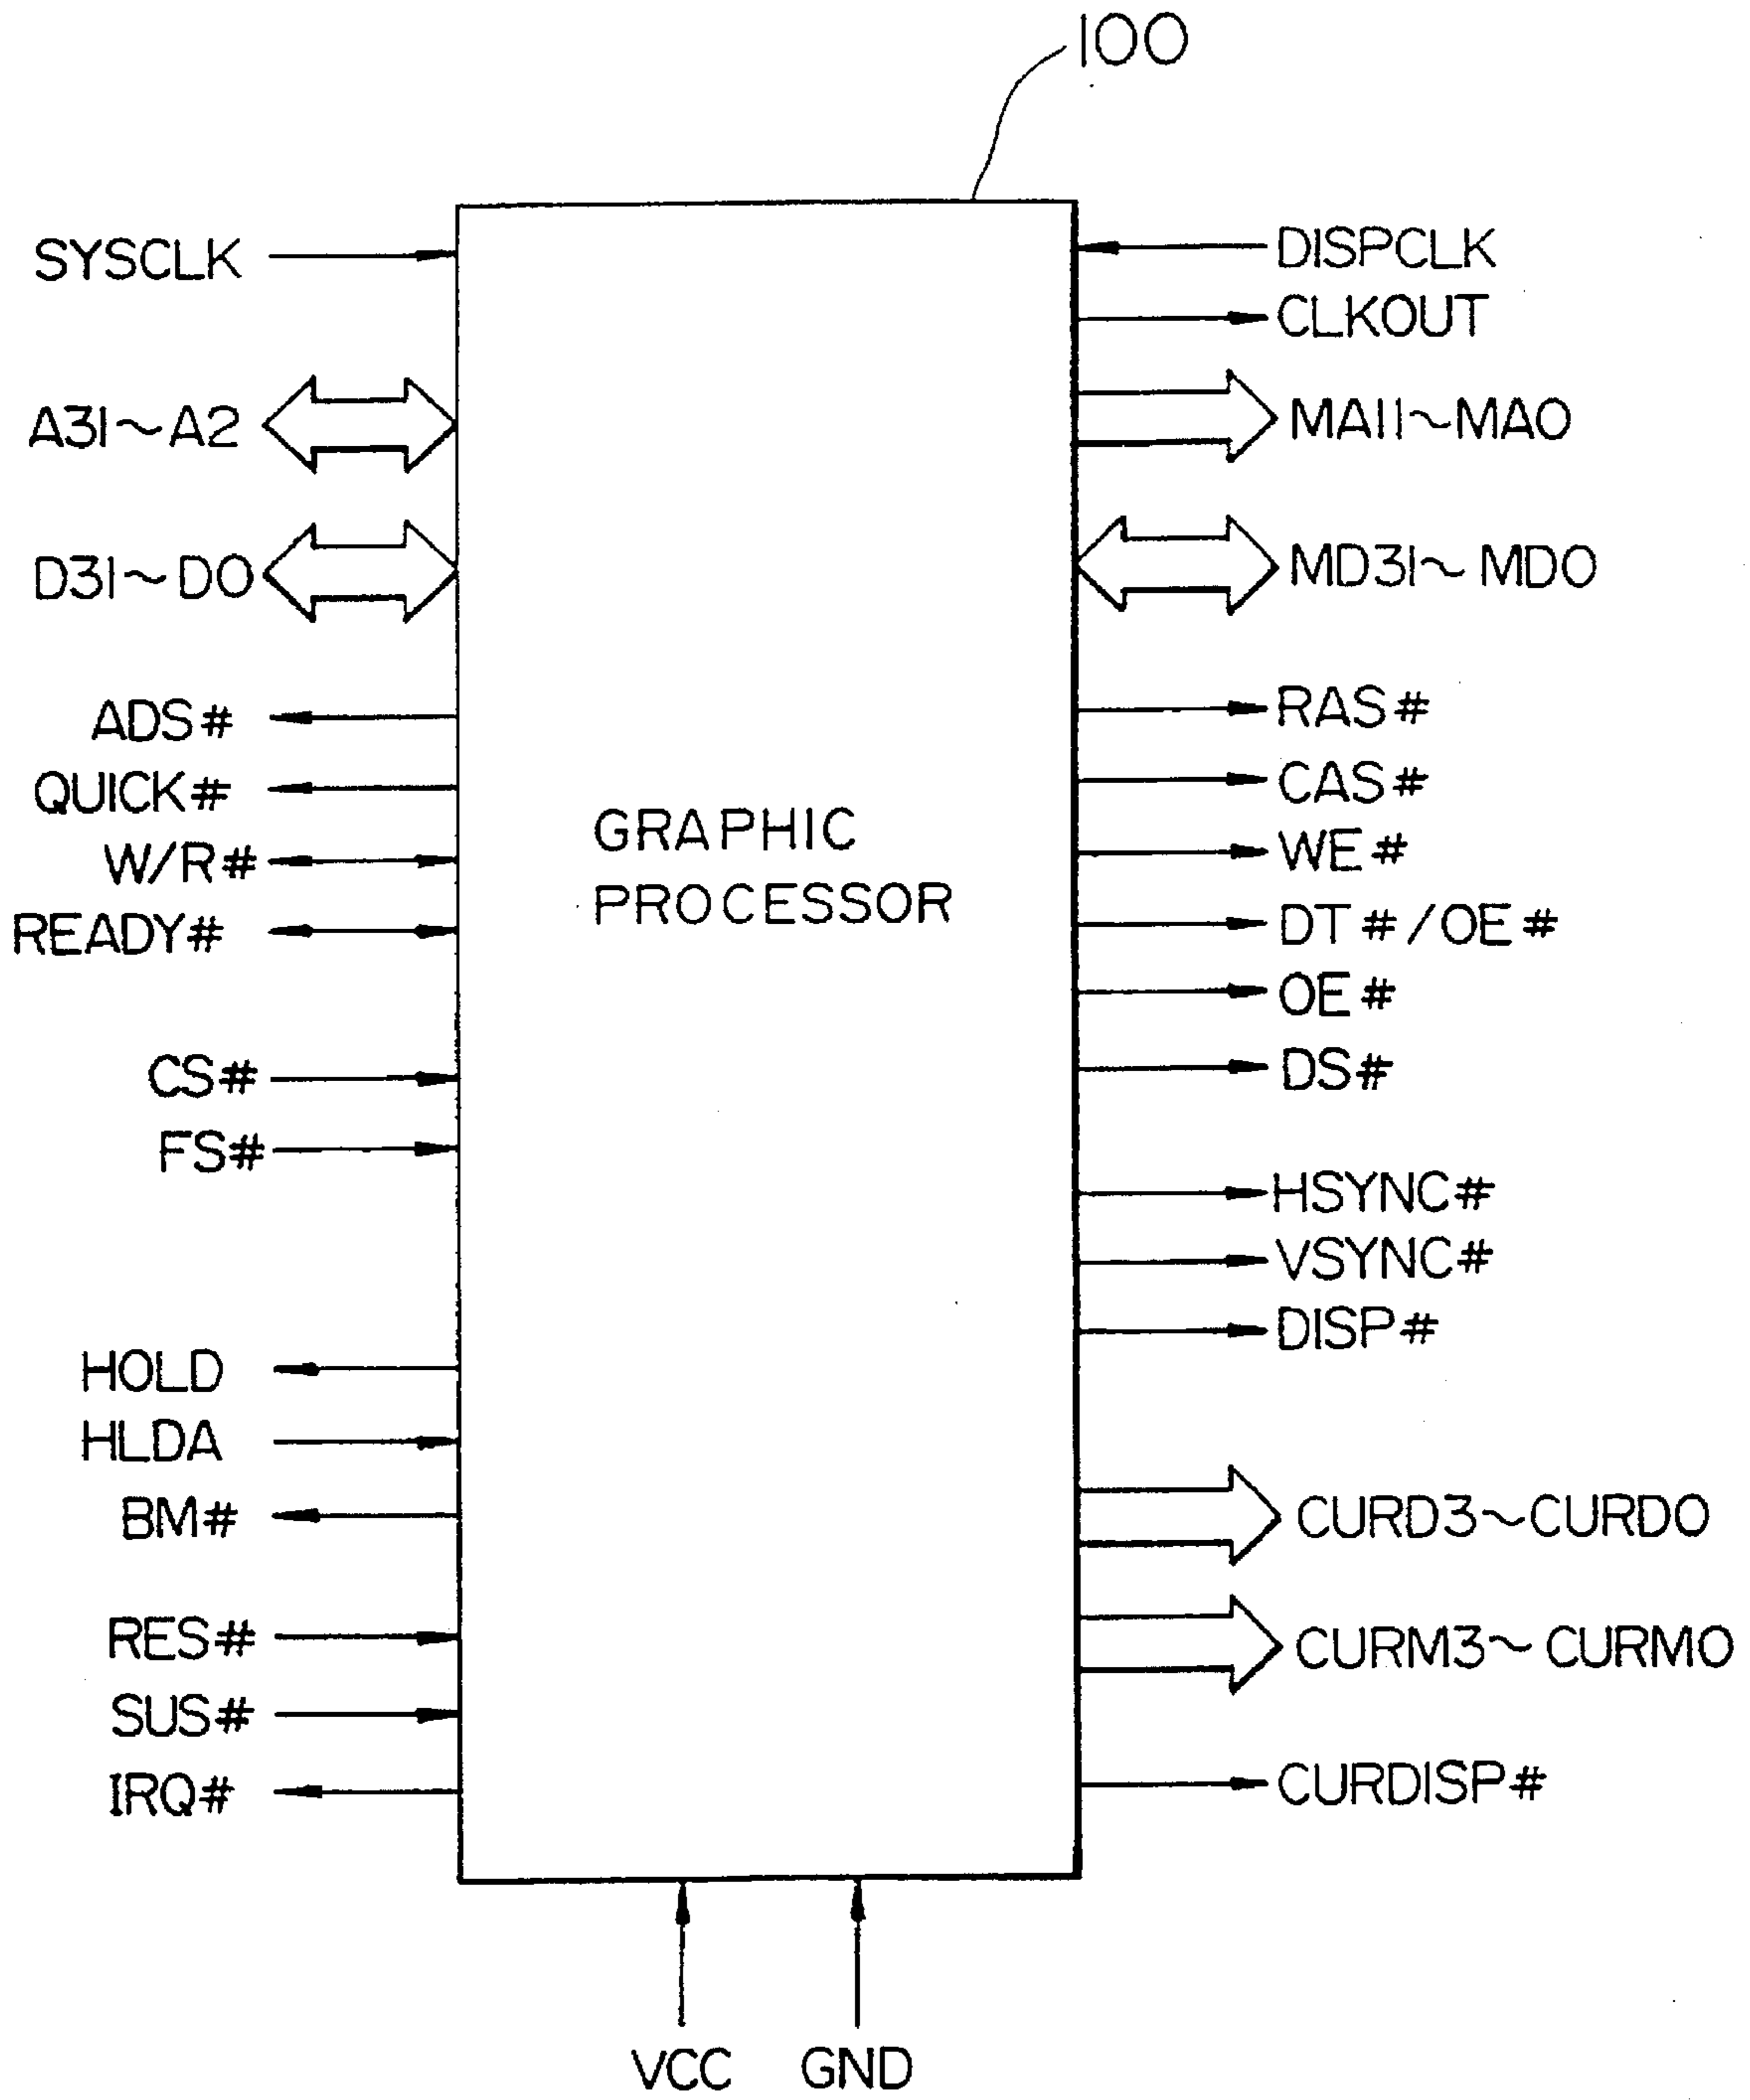 100
SYSCLK
A31~A2
D31~D0
ADS#
QUICK#
W/R#
READY#
CS#
FS#
HOLD
HLDA
BM#
RES#
SUS#
IRQ#
GRAPHIC
PROCESSOR
DISPCLK
CLKOUT
MA11~MA0
MD31~MD0
RAS#
CAS#
WE#
DT#/OE#
OE#
DS#
HSYNC#
VSYNC#
DISP#
CURD3~CURD0
CURM3~CURM0
CURDISP#
VCC GND